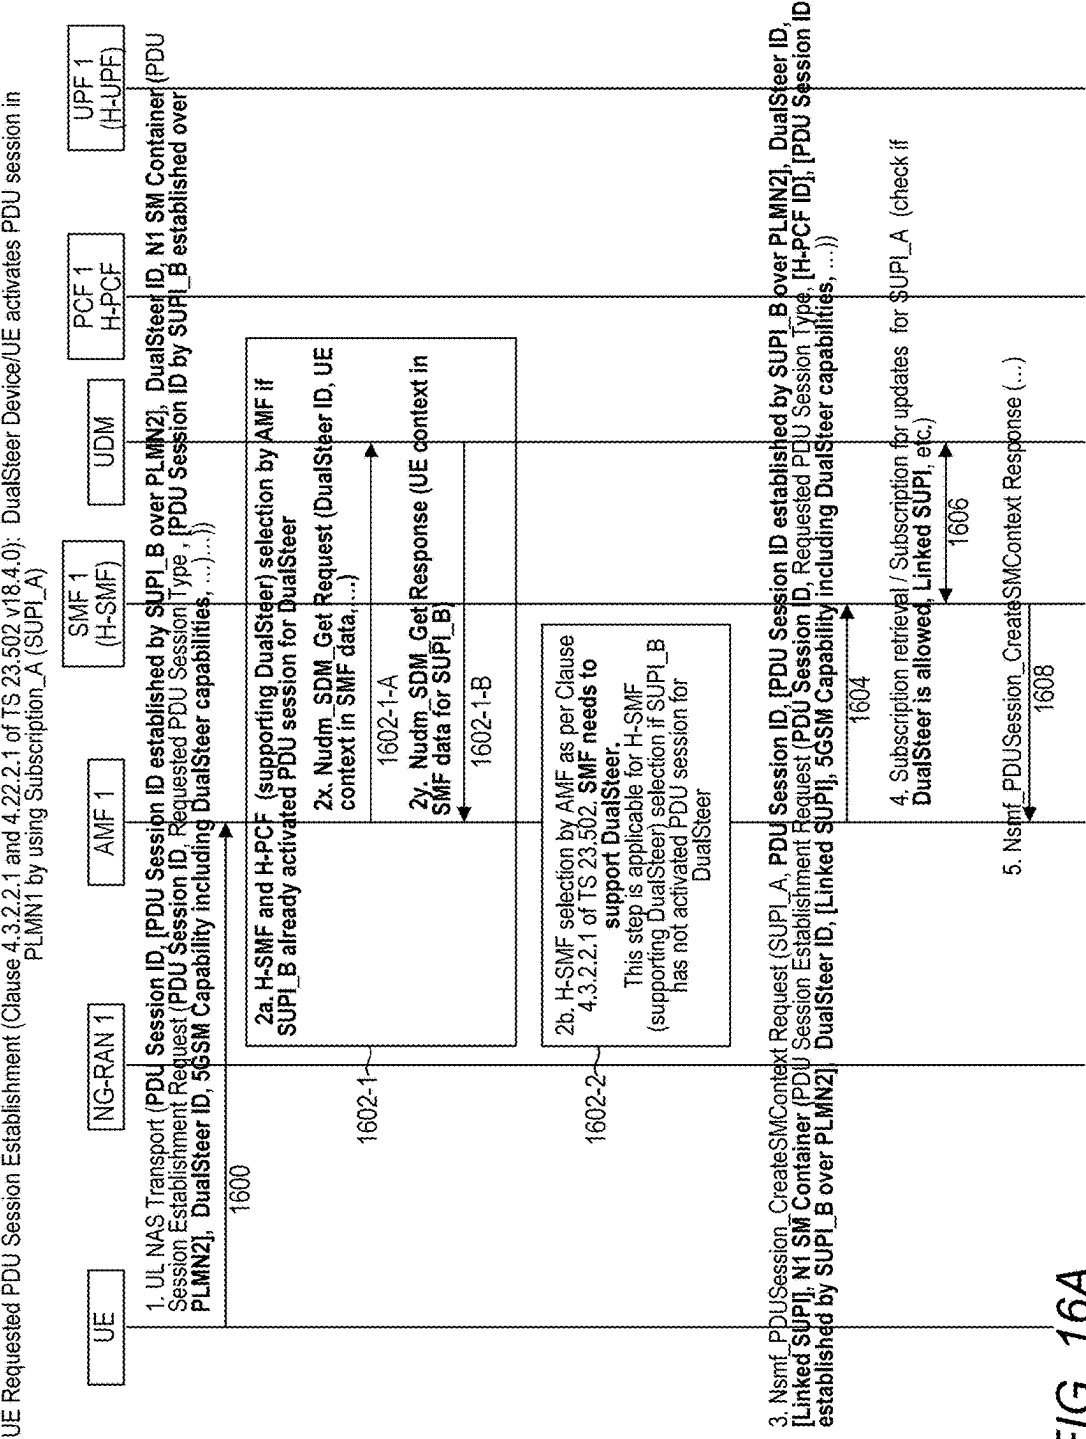 UE Requested PDU Session Establishment (Clause 4.3.2.2.1 and 4.22.2.1 of TS 23.502 v18.4.0): DualSteer Device/UE activates PDU session in
PLMN1 by using Subscription_A (SUPI_A)
UE
NG-RAN 1
AMF 1
SMF 1
(H-SMF)
UDM
PCF 1
H-PCF
UPF 1
(H-UPF)
1. UL NAS Transport (PDU Session ID, [PDU Session ID established by SUPI_B over PLMN2], DualSteer ID, N1 SM Container (PDU
Session Establishment Request (PDU Session ID, Requested PDU Session Type , [PDU Session ID by SUPI_B established over
PLMN2], DualSteer ID, 5GSM Capability including DualSteer capabilities, ...)...))
1600
2a. H-SMF and H-PCF (supporting DualSteer) selection by AMF if
SUPI_B already activated PDU session for DualSteer
2x. Nudm_SDM_Get Request (DualSteer ID, UE
context in SMF data,...)
1602-1-A
2y. Nudm_SDM_Get Response (UE context in
SMF data for SUPI_B)
1602-1-B
1602-1
2b. H-SMF selection by AMF as per Clause
4.3.2.2.1 of TS 23.502. SMF needs to
support DualSteer.
This step is applicable for H-SMF
(supporting DualSteer) selection if SUPI_B
has not activated PDU session for
DualSteer
1602-2
3. Nsmf_PDUSession_CreateSMContext Request (SUPI_A, PDU Session ID, [PDU Session ID established by SUPI_B over PLMN2], DualSteer ID,
[Linked SUPI], N1 SM Container (PDU Session Establishment Request (PDU Session ID, Requested PDU Session Type, [H-PCF ID], [PDU Session ID
established by SUPI_B over PLMN2], DualSteer ID, [Linked SUPI], 5GSM Capability including DualSteer capabilities, ...))
1604
4. Subscription retrieval / Subscription for updates for SUPI_A (check if
DualSteer is allowed, Linked SUPI, etc.)
1606
5. Nsmf_PDUSession_CreateSMContext Response (...)
1608
FIG. 16A